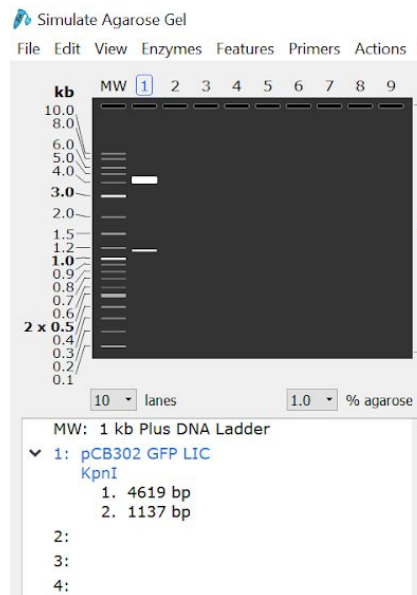 Simulate Agarose Gel
File Edit View Enzymes Features Primers Actions
kb MW 1 2 3 4 5 6 7 8 9
10.0
8.0
6.0
5.0
4.0
3.0
2.0
1.5
1.2
1.0
0.9
0.8
0.7
0.6
2 x 0.5
0.4
0.3
0.2
0.1
10 lanes 1.0 % agarose
MW: 1 kb Plus DNA Ladder
1: pCB302 GFP LIC
KpnI
1. 4619 bp
2. 1137 bp
2:
3:
4: